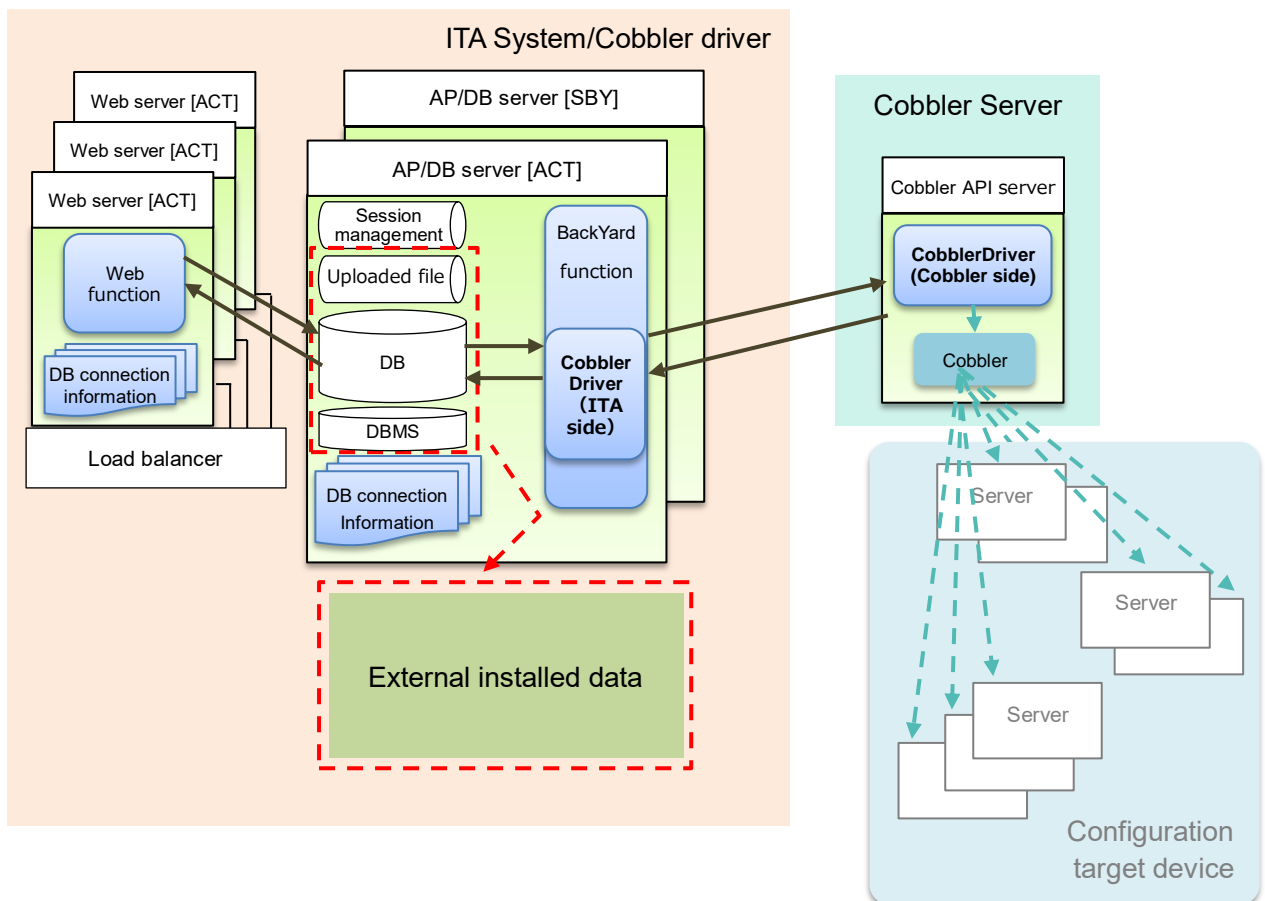 ITA System/Cobbler driver
Web server [ACT]
Web server [ACT]
Web server [ACT]
Web
function
DB connection
information
Load balancer
AP/DB server [SBY]
AP/DB server [ACT]
Session
management
Uploaded file
DB
DBMS
DB connection
Information
BackYard
function
Cobbler
Driver
（ITA
side）
External installed data
Cobbler Server
Cobbler API server
CobblerDriver
(Cobbler side)
Cobbler
Server
Server
Server
Configuration
target device